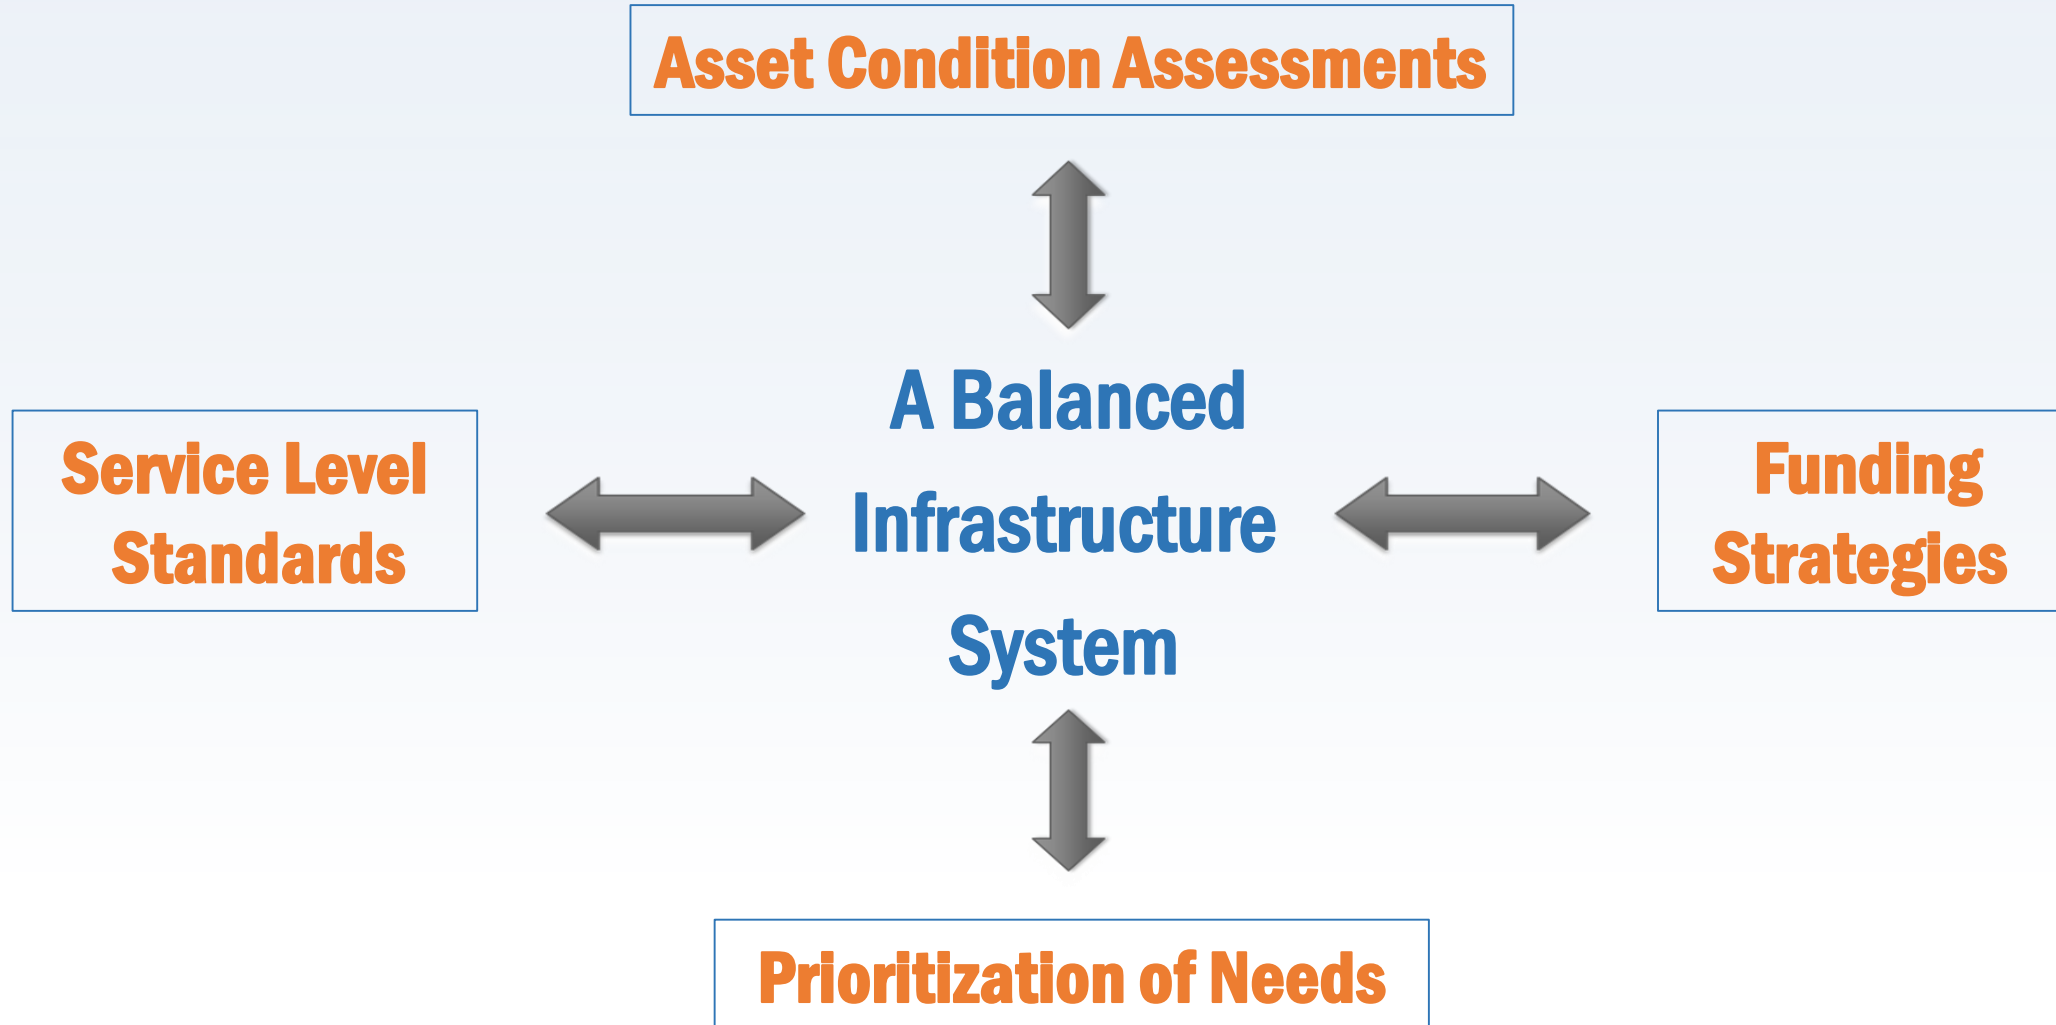 Asset Condition Assessments
A Balanced
Infrastructure
System
Service Level
Standards
Funding
Strategies
Prioritization of Needs